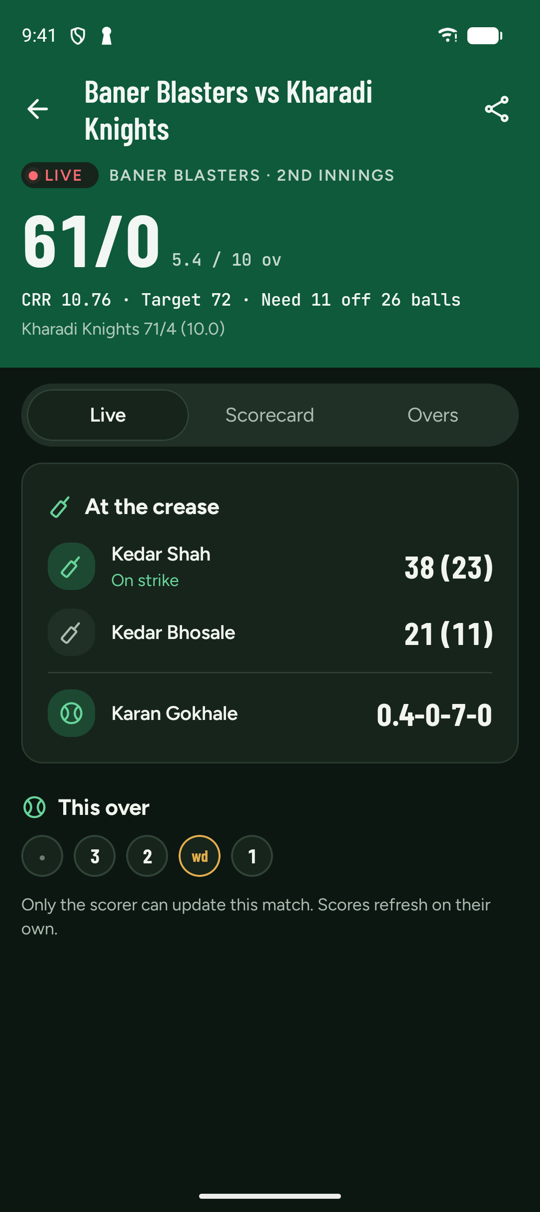 9:41
Baner Blasters vs Kharadi
Knights
LIVE BANER BLASTERS · 2ND INNINGS
61/0 5.4 / 10 ov
CRR 10.76 · Target 72 · Need 11 off 26 balls
Kharadi Knights 71/4 (10.0)
Live Scorecard Overs
At the crease
Kedar Shah 38 (23)
On strike
Kedar Bhosale 21 (11)
Karan Gokhale 0.4-0-7-0
This over
• 3 2 wd 1
Only the scorer can update this match. Scores refresh on their
own.